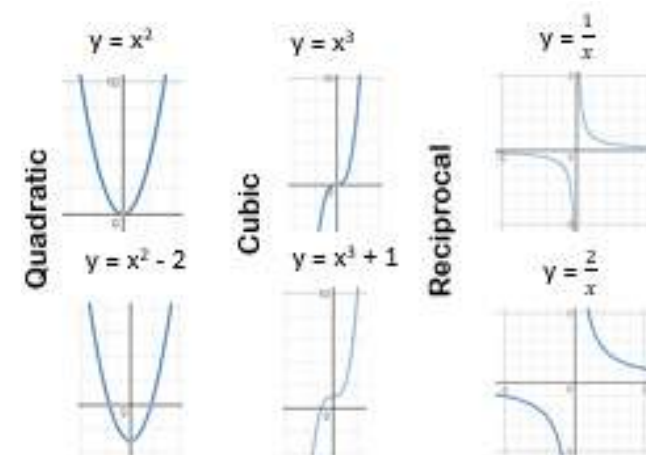 Quadratic
y = x² 
y = x² - 2
Cubic
y = x³
y = x³ + 1
Reciprocal
y = 1/x
y = 2/x